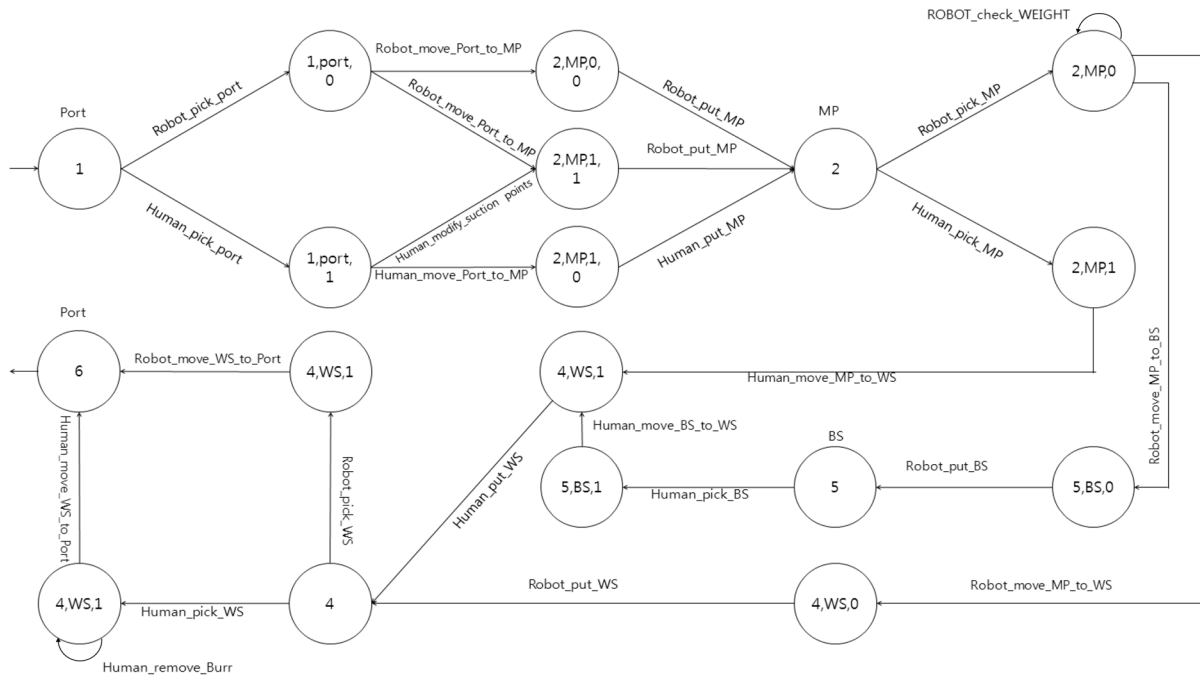 ROBOT_check_WEIGHT
Robot_move_Port_to_MP
1,port,
0
2,MP,0,
0
2,MP,0
Robot_pick_port
Robot_move_Port_to_MP
Robot_put_MP
Robot_pick_MP
Port
MP
1
2,MP,1,
1
Robot_put_MP
2
Human_pick_port
Human_modify_suction points
Human_put_MP
Human_pick_MP
1,port,
1
Human_move_Port_to_MP
2,MP,1,
0
2,MP,1
Port
6
Robot_move_WS_to_Port
4,WS,1
4,WS,1
Human_move_MP_to_WS
Robot_move_MP_to_BS
Human_move_WS_to_Port
Robot_pick_WS
Human_put_WS
Human_move_BS_to_WS
BS
5,BS,1
Human_pick_BS
5
Robot_put_BS
5,BS,0
4,WS,1
Human_pick_WS
4
Robot_put_WS
4,WS,0
Robot_move_MP_to_WS
Human_remove_Burr